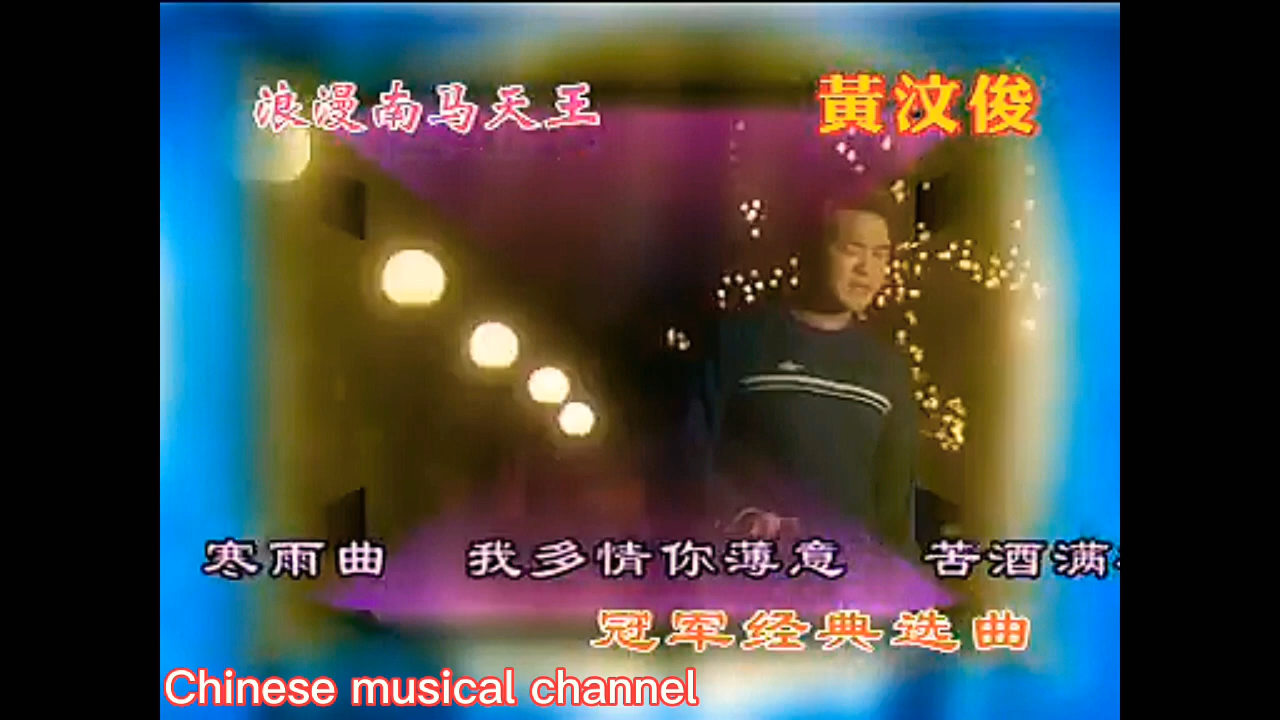 浪漫南马天王
黃汶俊
寒雨曲 我多情你薄意 苦酒满
冠军经典选曲
Chinese musical channel